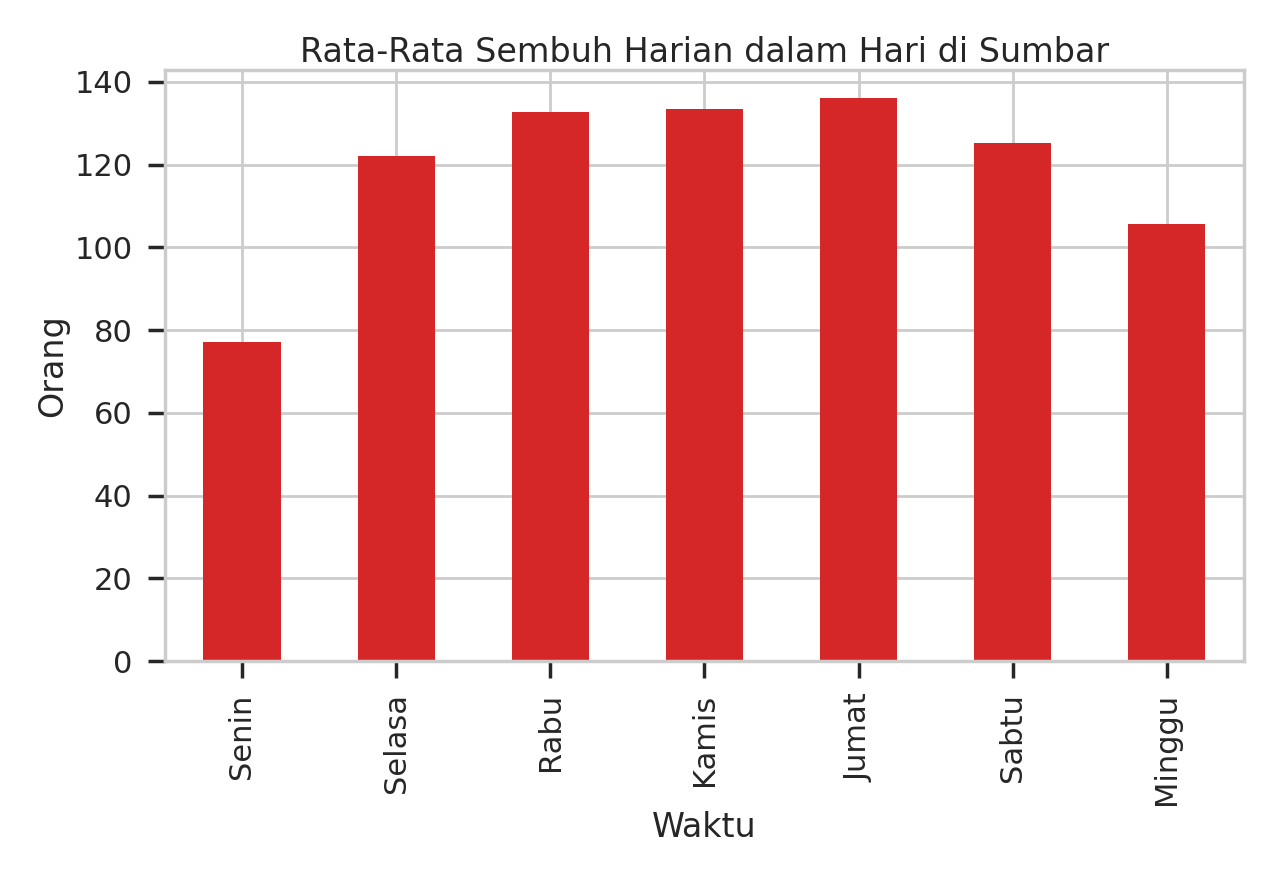 Rata-Rata Sembuh Harian dalam Hari di Sumbar
140
120
100
80
60
40
20
0
Orang
Senin
Selasa
Rabu
Kamis
Jumat
Sabtu
Minggu
Waktu